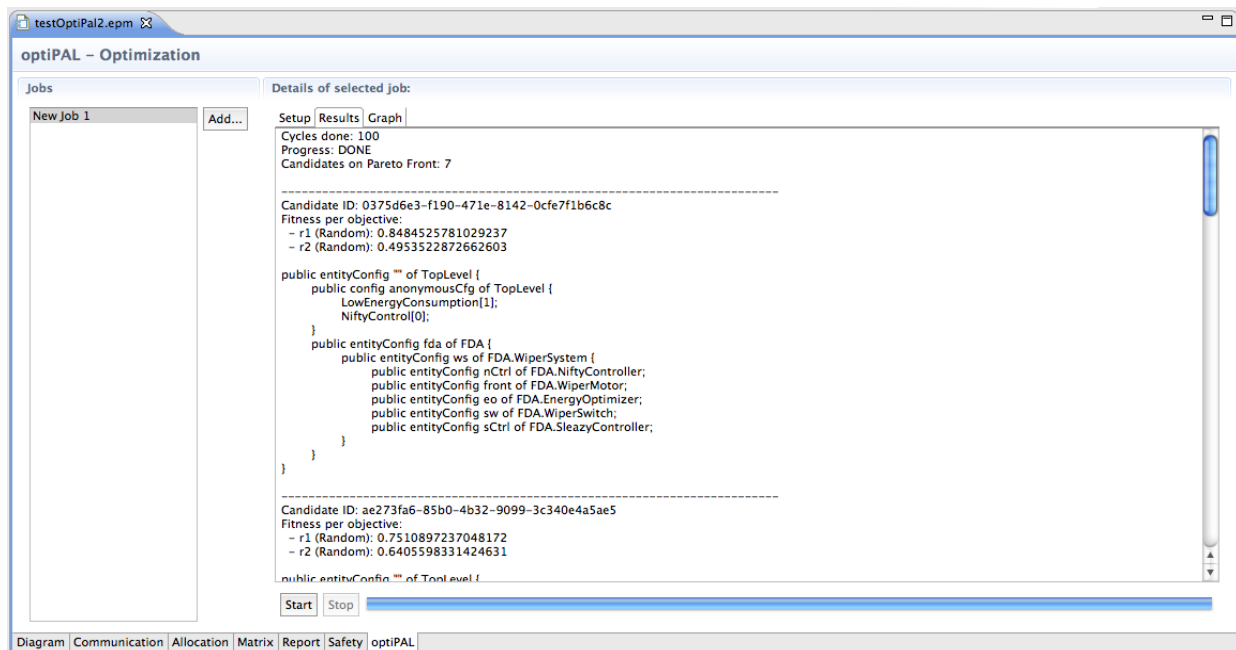 testOptiPal2.epm
optiPAL – Optimization
Jobs
Details of selected job:
New Job 1
Add...
Setup Results Graph
Cycles done: 100
Progress: DONE
Candidates on Pareto Front: 7
--------------------------------------------------------------------------
Candidate ID: 0375d6e3-f190-471e-8142-0cfe7f1b6c8c
Fitness per objective:
– r1 (Random): 0.8484525781029237
– r2 (Random): 0.4953522872662603
public entityConfig "" of TopLevel {
public config anonymousCfg of TopLevel {
LowEnergyConsumption[1];
NiftyControl[0];
}
public entityConfig fda of FDA {
public entityConfig ws of FDA.WiperSystem {
public entityConfig nCtrl of FDA.NiftyController;
public entityConfig front of FDA.WiperMotor;
public entityConfig eo of FDA.EnergyOptimizer;
public entityConfig sw of FDA.WiperSwitch;
public entityConfig sCtrl of FDA.SleazyController;
}
}
}
--------------------------------------------------------------------------
Candidate ID: ae273fa6-85b0-4b32-9099-3c340e4a5ae5
Fitness per objective:
– r1 (Random): 0.7510897237048172
– r2 (Random): 0.6405598331424631
public entityConfig "" of TopLevel {
Start Stop
Diagram Communication Allocation Matrix Report Safety optiPAL